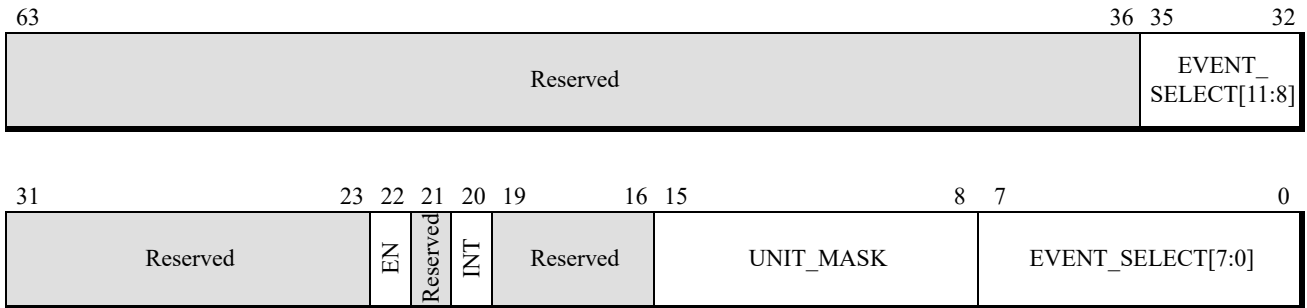 63 36 35 32
Reserved
EVENT_
SELECT[11:8]
31 23 22 21 20 19 16 15 8 7 0
Reserved
EN
Reserved
INT
Reserved
UNIT_MASK
EVENT_SELECT[7:0]